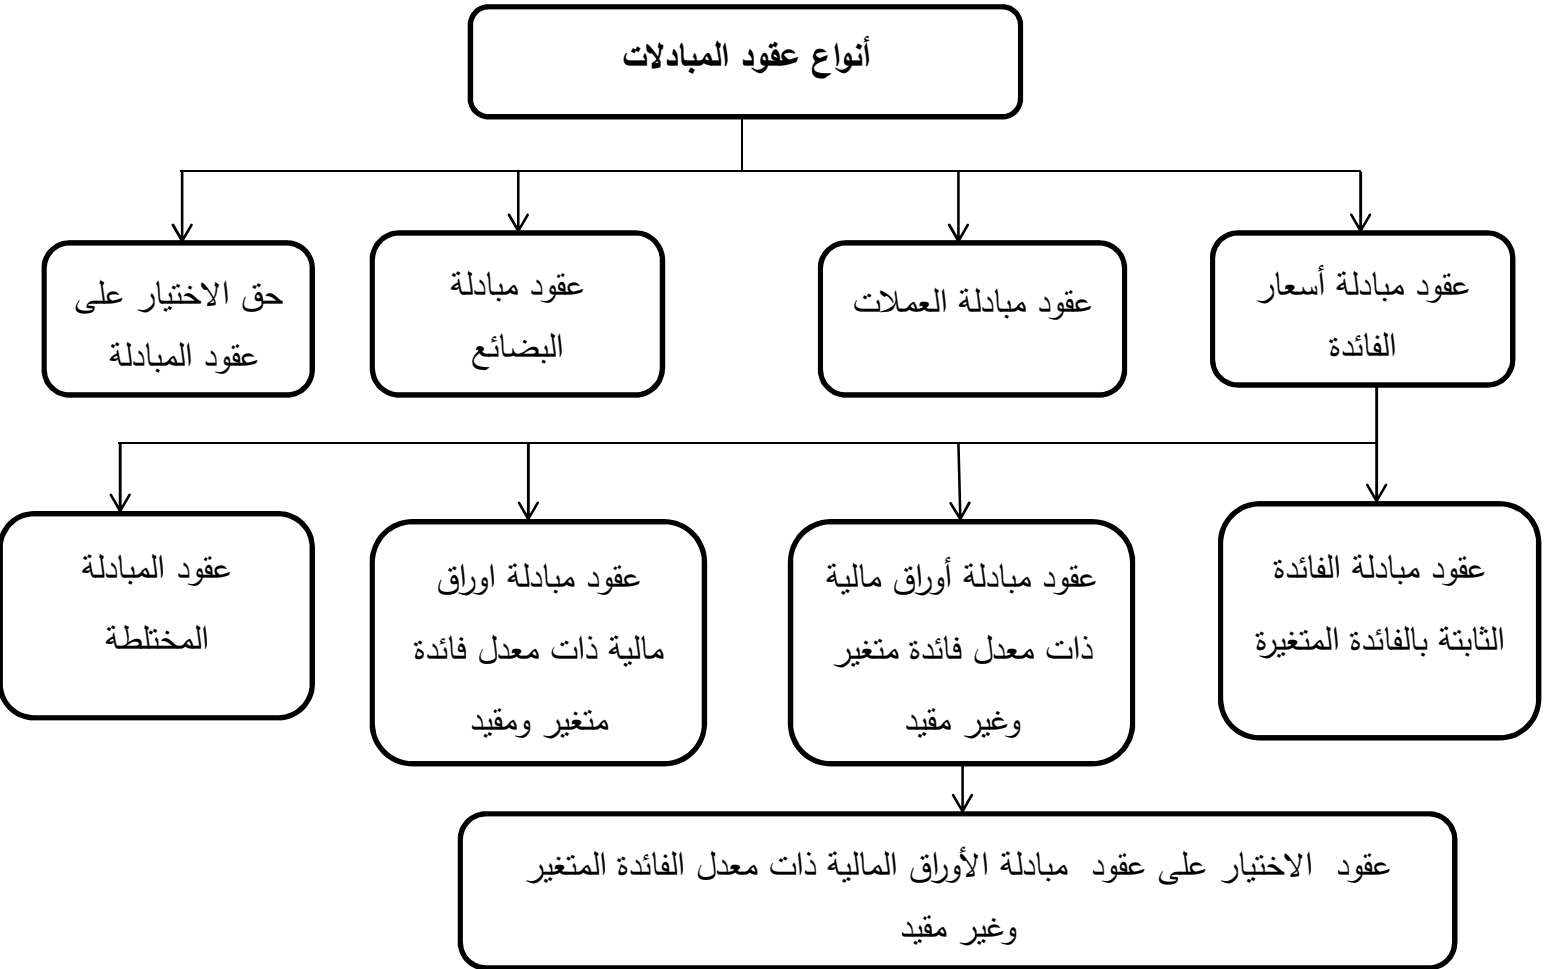 أنواع عقود المبادلات
عقود مبادلة أسعار
الفائدة
عقود مبادلة العملات
عقود مبادلة
البضائع
حق الاختيار على
عقود المبادلة
عقود مبادلة الفائدة
الثابتة بالفائدة المتغيرة
عقود مبادلة أوراق مالية
ذات معدل فائدة متغير
وغير مقيد
عقود مبادلة اوراق
مالية ذات معدل فائدة
متغير ومقيد
عقود المبادلة
المختلطة
عقود الاختيار على عقود مبادلة الأوراق المالية ذات معدل الفائدة المتغير
وغير مقيد